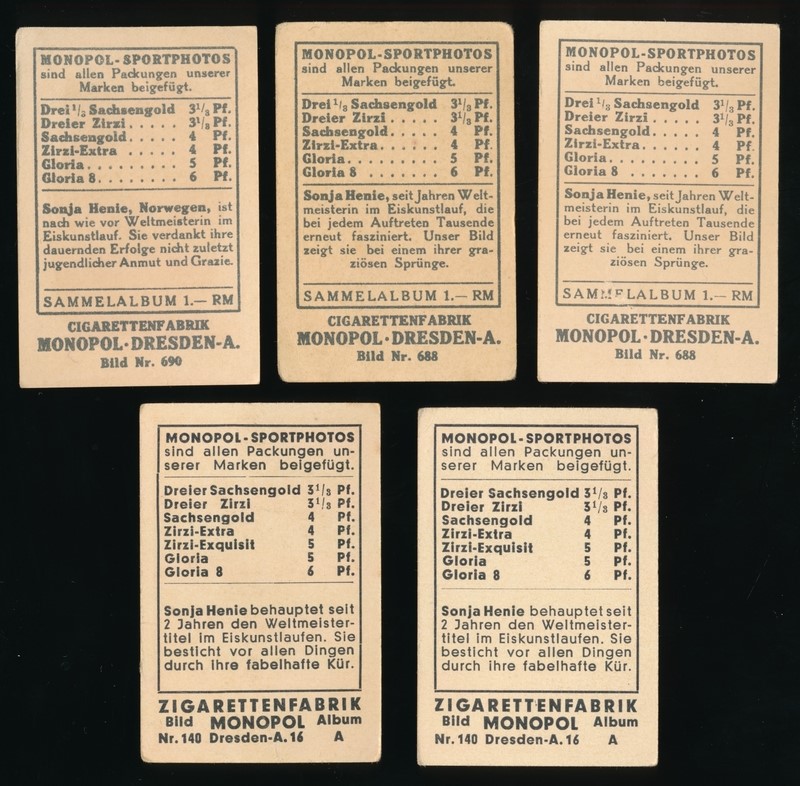 MONOPOL-SPORTPHOTOS
sind allen Packungen unserer
Marken beigefügt.
Drei 1/3 Sachsengold 3 1/3 Pf.
Dreier Zirzi ..... 3 1/3 Pf.
Sachsengold..... 4 Pf.
Zirzi-Extra ..... 4 Pf.
Gloria........ 5 Pf.
Gloria 8........ 6 Pf.
Sonja Henie, Norwegen, ist
nach wie vor Weltmeisterin im
Eiskunstlauf. Sie verdankt ihre
dauernden Erfolge nicht zuletzt
jugendlicher Anmut und Grazie.
SAMMELALBUM 1.— RM
CIGARETTENFABRIK
MONOPOL·DRESDEN-A.
Bild Nr. 690
MONOPOL-SPORTPHOTOS
sind allen Packungen unserer
Marken beigefügt.
Drei 1/3 Sachsengold 3 1/3 Pf.
Dreier Zirzi ..... 3 1/3 Pf.
Sachsengold..... 4 Pf.
Zirzi-Extra..... 4 Pf.
Gloria........ 5 Pf.
Gloria 8 ....... 6 Pf.
Sonja Henie, seit Jahren Welt-
meisterin im Eiskunstlauf, die
bei jedem Auftreten Tausende
erneut fasziniert. Unser Bild
zeigt sie bei einem ihrer gra-
ziösen Sprünge.
SAMMELALBUM 1.— RM
CIGARETTENFABRIK
MONOPOL·DRESDEN-A.
Bild Nr. 688
MONOPOL-SPORTPHOTOS
sind allen Packungen unserer
Marken beigefügt.
Drei 1/3 Sachsengold 3 1/3 Pf.
Dreier Zirzi ..... 3 1/3 Pf.
Sachsengold..... 4 Pf.
Zirzi-Extra..... 4 Pf.
Gloria........ 5 Pf.
Gloria 8 ....... 6 Pf.
Sonja Henie, seit Jahren Welt-
meisterin im Eiskunstlauf, die
bei jedem Auftreten Tausende
erneut fasziniert. Unser Bild
zeigt sie bei einem ihrer gra-
ziösen Sprünge.
SAMMELALBUM 1.— RM
CIGARETTENFABRIK
MONOPOL·DRESDEN-A.
Bild Nr. 688
MONOPOL-SPORTPHOTOS
sind allen Packungen un-
serer Marken beigefügt.
Dreier Sachsengold 3 1/3 Pf.
Dreier Zirzi 3 1/3 Pf.
Sachsengold 4 Pf.
Zirzi-Extra 4 Pf.
Zirzi-Exquisit 5 Pf.
Gloria 5 Pf.
Gloria 8 6 Pf.
Sonja Henie behauptet seit
2 Jahren den Weltmeister-
titel im Eiskunstlaufen. Sie
besticht vor allen Dingen
durch ihre fabelhafte Kür.
ZIGARETTENFABRIK
Bild MONOPOL Album
Nr. 140 Dresden-A. 16 A
MONOPOL-SPORTPHOTOS
sind allen Packungen un-
serer Marken beigefügt.
Dreier Sachsengold 3 1/3 Pf.
Dreier Zirzi 3 1/3 Pf.
Sachsengold 4 Pf.
Zirzi-Extra 4 Pf.
Zirzi-Exquisit 5 Pf.
Gloria 5 Pf.
Gloria 8 6 Pf.
Sonja Henie behauptet seit
2 Jahren den Weltmeister-
titel im Eiskunstlaufen. Sie
besticht vor allen Dingen
durch ihre fabelhafte Kür.
ZIGARETTENFABRIK
Bild MONOPOL Album
Nr. 140 Dresden-A. 16 A